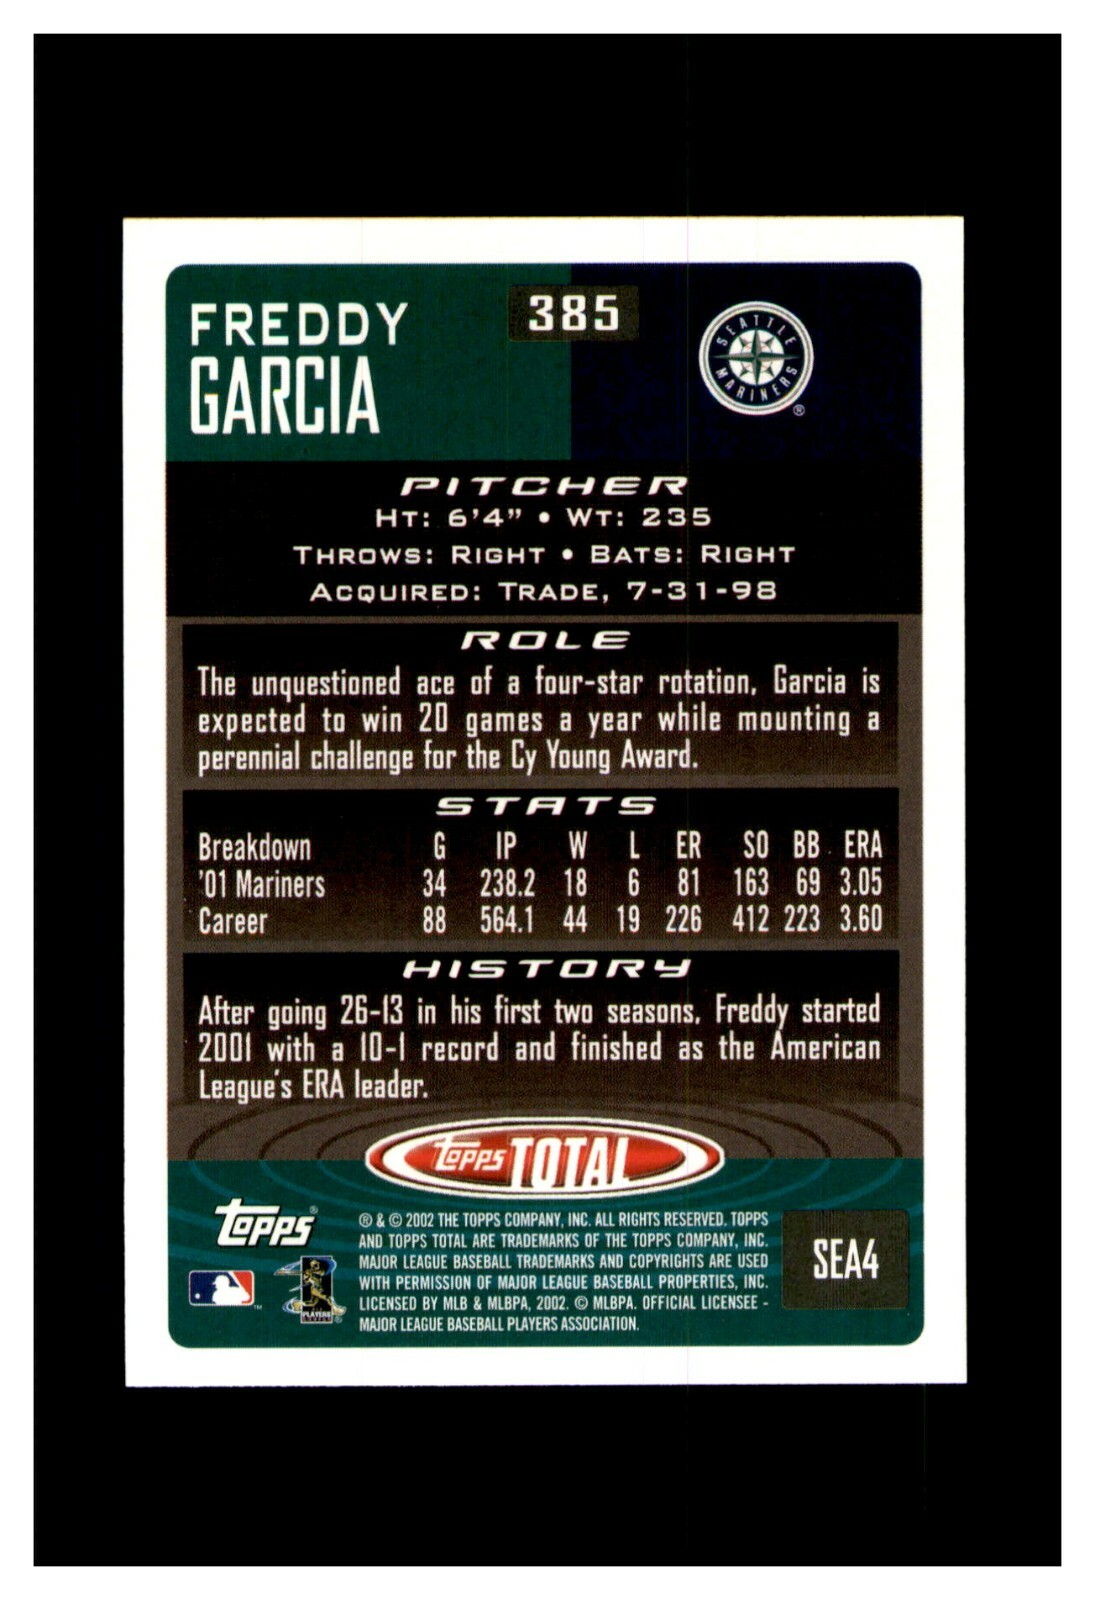 FREDDY
GARCIA
385
SEATTLE
MARINERS
®
PITCHER
HT: 6'4" • WT: 235
THROWS: RIGHT • BATS: RIGHT
ACQUIRED: TRADE, 7-31-98
ROLE
The unquestioned ace of a four-star rotation, Garcia is
expected to win 20 games a year while mounting a
perennial challenge for the Cy Young Award.
STATS
Breakdown G IP W L ER SO BB ERA
'01 Mariners 34 238.2 18 6 81 163 69 3.05
Career 88 564.1 44 19 226 412 223 3.60
HISTORY
After going 26-13 in his first two seasons, Freddy started
2001 with a 10-1 record and finished as the American
League's ERA leader.
Topps TOTAL
Topps®
® & © 2002 THE TOPPS COMPANY, INC. ALL RIGHTS RESERVED. TOPPS
AND TOPPS TOTAL ARE TRADEMARKS OF THE TOPPS COMPANY, INC.
MAJOR LEAGUE BASEBALL TRADEMARKS AND COPYRIGHTS ARE USED
WITH PERMISSION OF MAJOR LEAGUE BASEBALL PROPERTIES, INC.
LICENSED BY MLB & MLBPA, 2002. © MLBPA. OFFICIAL LICENSEE -
MAJOR LEAGUE BASEBALL PLAYERS ASSOCIATION.
SEA4
TM
PLAYERS
®